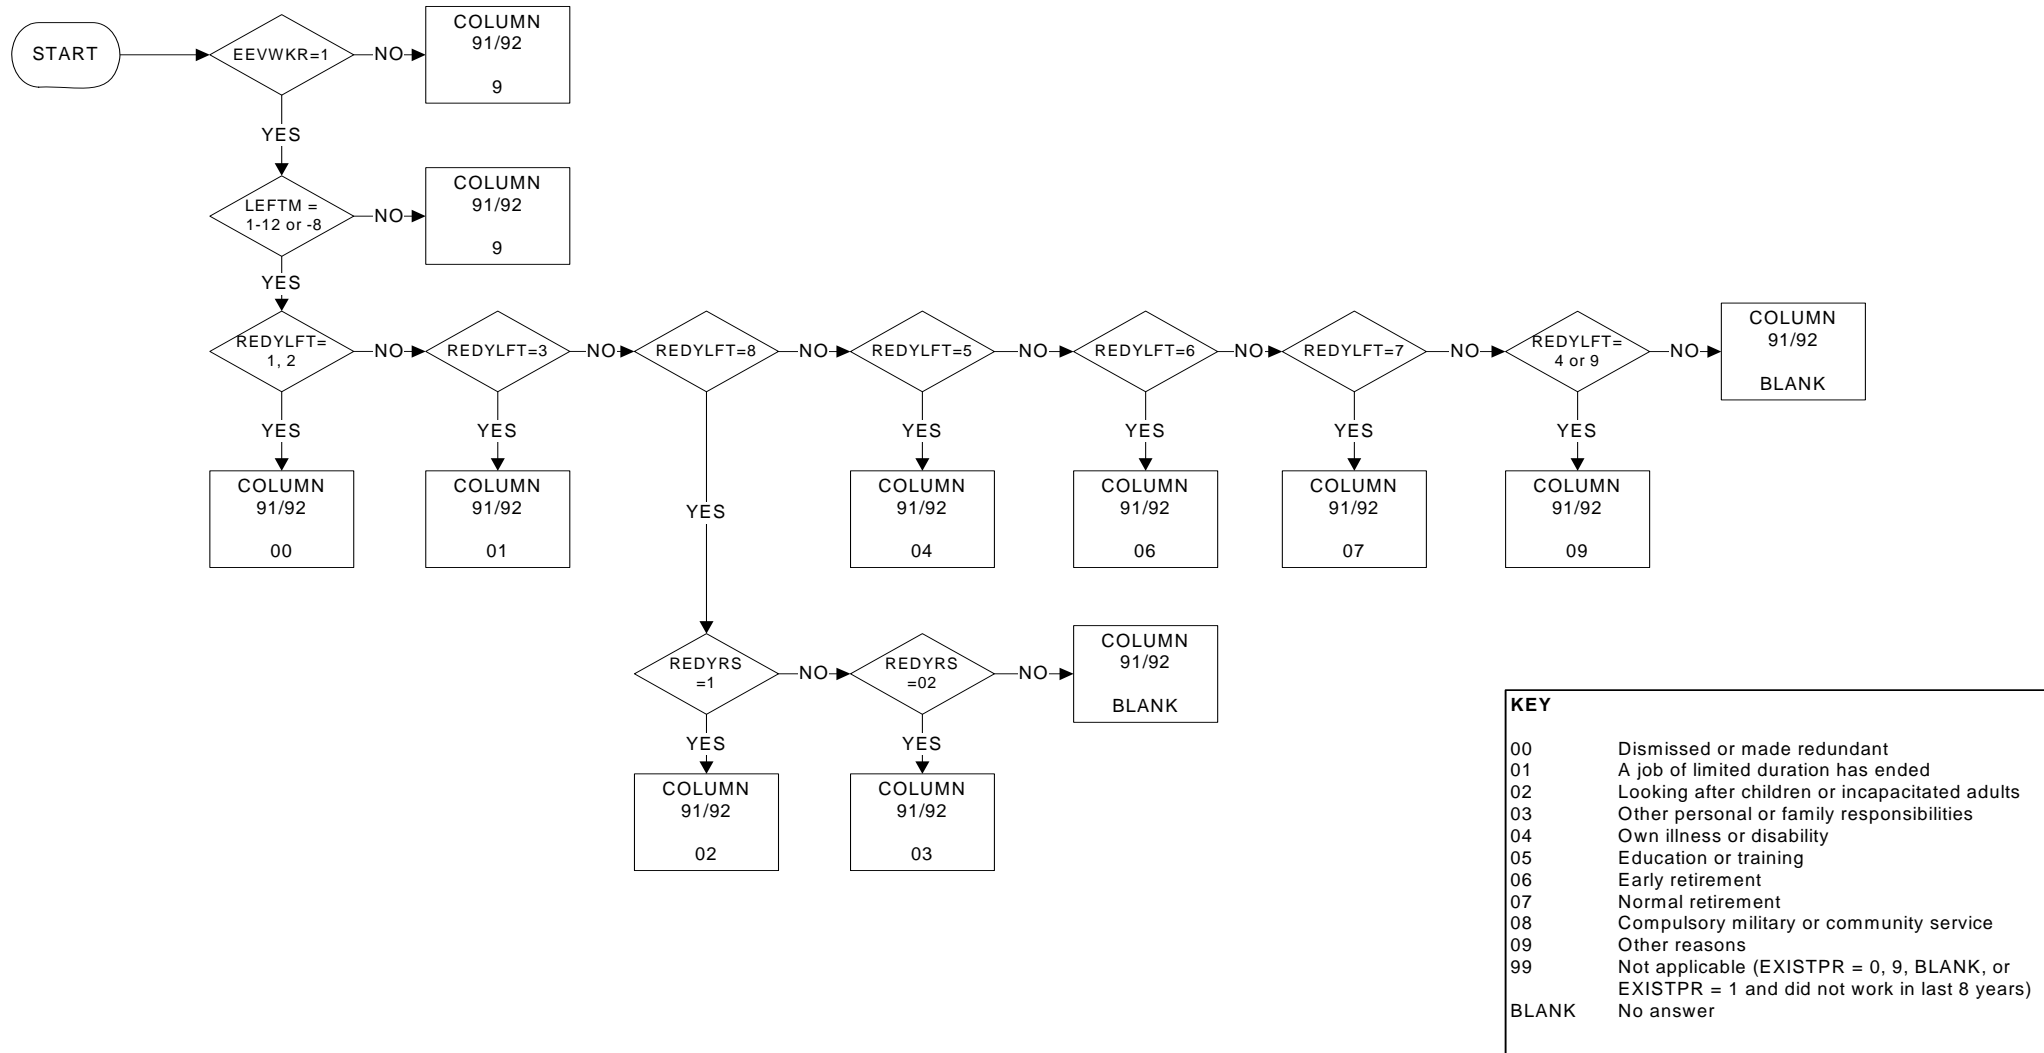 START
EEVWKR=1
NO
COLUMN
91/92
9
YES
LEFTM =
1-12 or -8
NO
COLUMN
91/92
9
YES
REDYLFT=
1, 2
NO
REDYLFT=3
NO
REDYLFT=8
NO
REDYLFT=5
NO
REDYLFT=6
NO
REDYLFT=7
NO
REDYLFT=
4 or 9
NO
COLUMN
91/92
BLANK
YES
COLUMN
91/92
00
YES
COLUMN
91/92
01
YES
YES
COLUMN
91/92
04
YES
COLUMN
91/92
06
YES
COLUMN
91/92
07
YES
COLUMN
91/92
09
REDYRS
=1
NO
REDYRS
=02
NO
COLUMN
91/92
BLANK
YES
COLUMN
91/92
02
YES
COLUMN
91/92
03
KEY
00 Dismissed or made redundant
01 A job of limited duration has ended
02 Looking after children or incapacitated adults
03 Other personal or family responsibilities
04 Own illness or disability
05 Education or training
06 Early retirement
07 Normal retirement
08 Compulsory military or community service
09 Other reasons
99 Not applicable (EXISTPR = 0, 9, BLANK, or
EXISTPR = 1 and did not work in last 8 years)
BLANK No answer